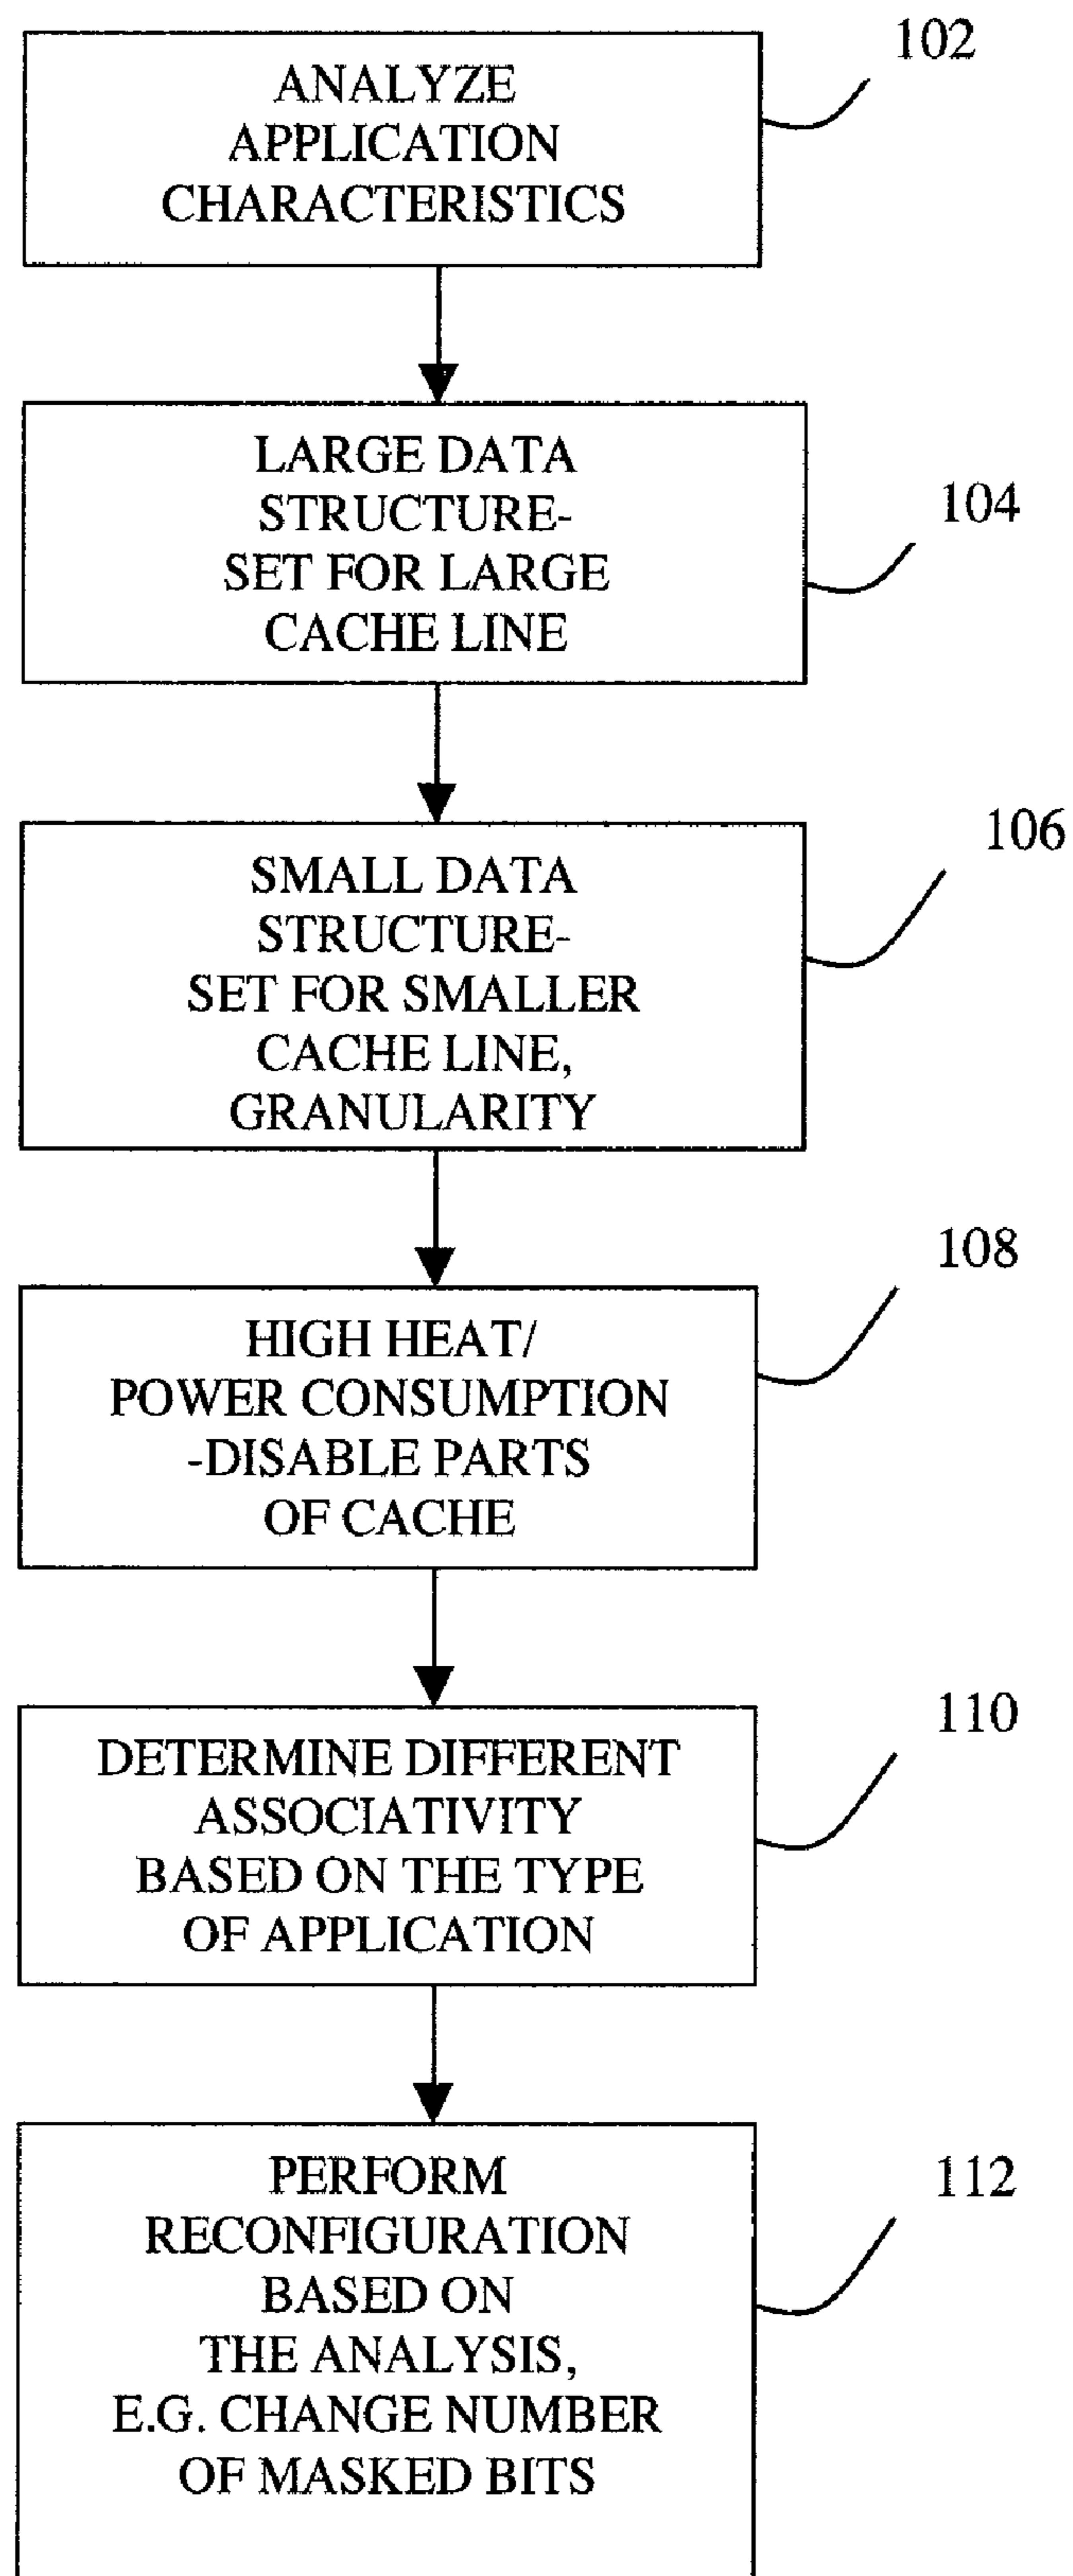 102
ANALYZE
APPLICATION
CHARACTERISTICS
104
LARGE DATA
STRUCTURE-
SET FOR LARGE
CACHE LINE
106
SMALL DATA
STRUCTURE-
SET FOR SMALLER
CACHE LINE,
GRANULARITY
108
HIGH HEAT/
POWER CONSUMPTION
-DISABLE PARTS
OF CACHE
110
DETERMINE DIFFERENT
ASSOCIATIVITY
BASED ON THE TYPE
OF APPLICATION
112
PERFORM
RECONFIGURATION
BASED ON
THE ANALYSIS,
E.G. CHANGE NUMBER
OF MASKED BITS